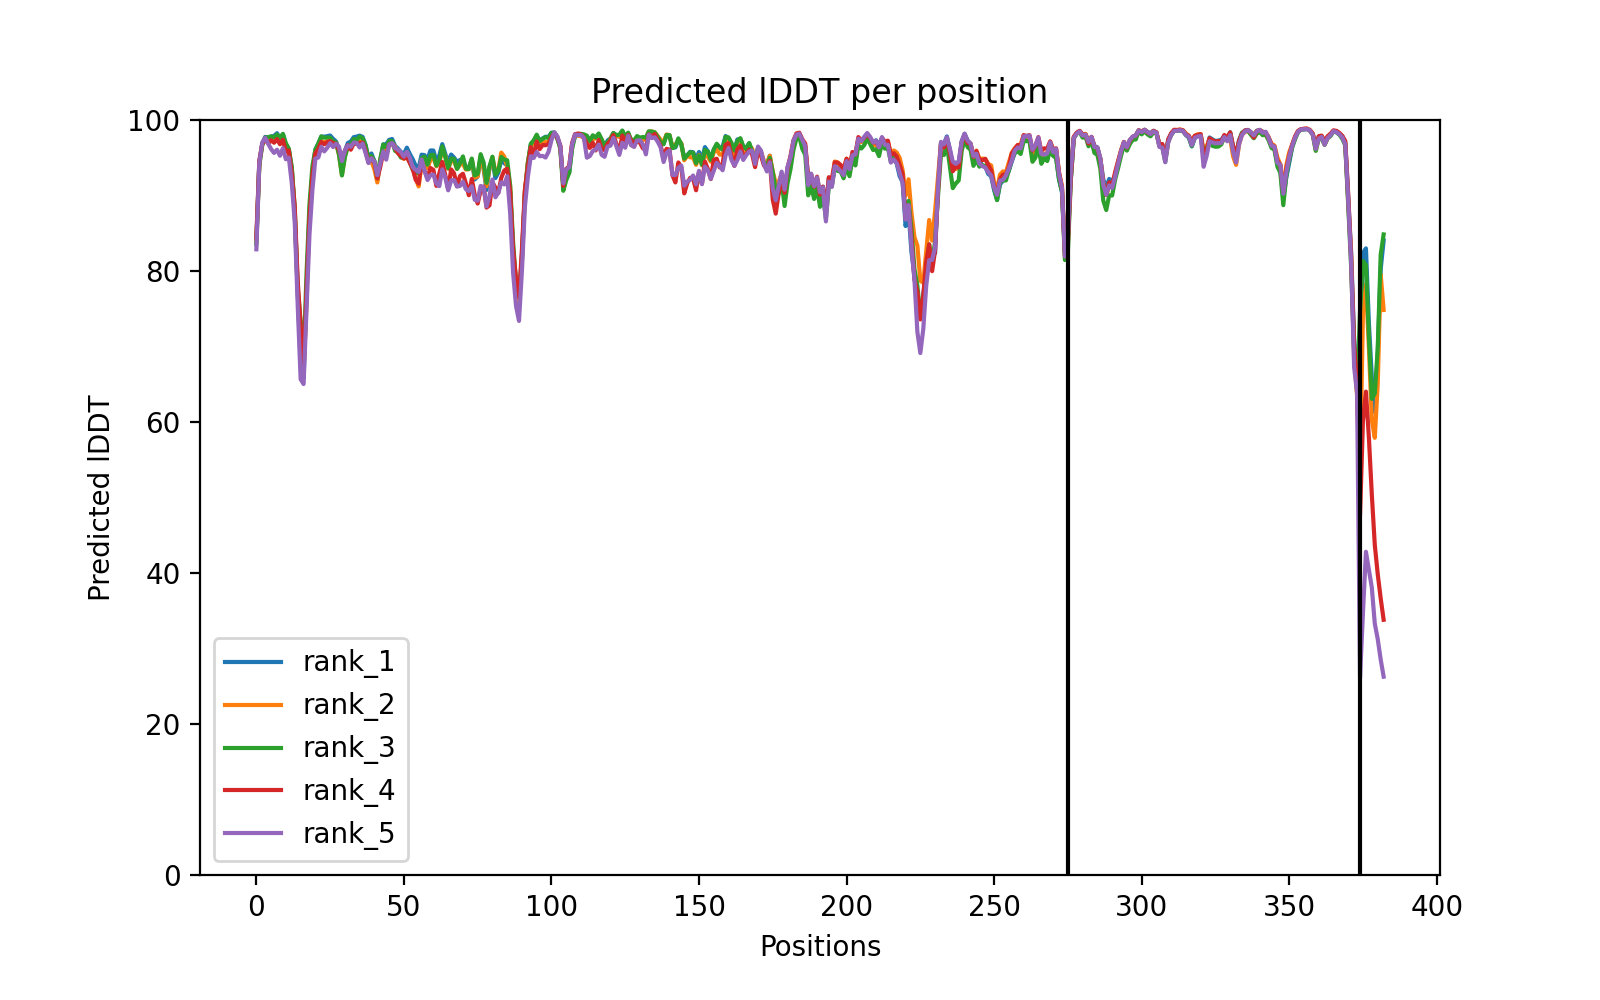 Predicted lDDT per position
100
80
60
40
20
0
Predicted lDDT
rank_1
rank_2
rank_3
rank_4
rank_5
0 50 100 150 200 250 300 350 400
Positions